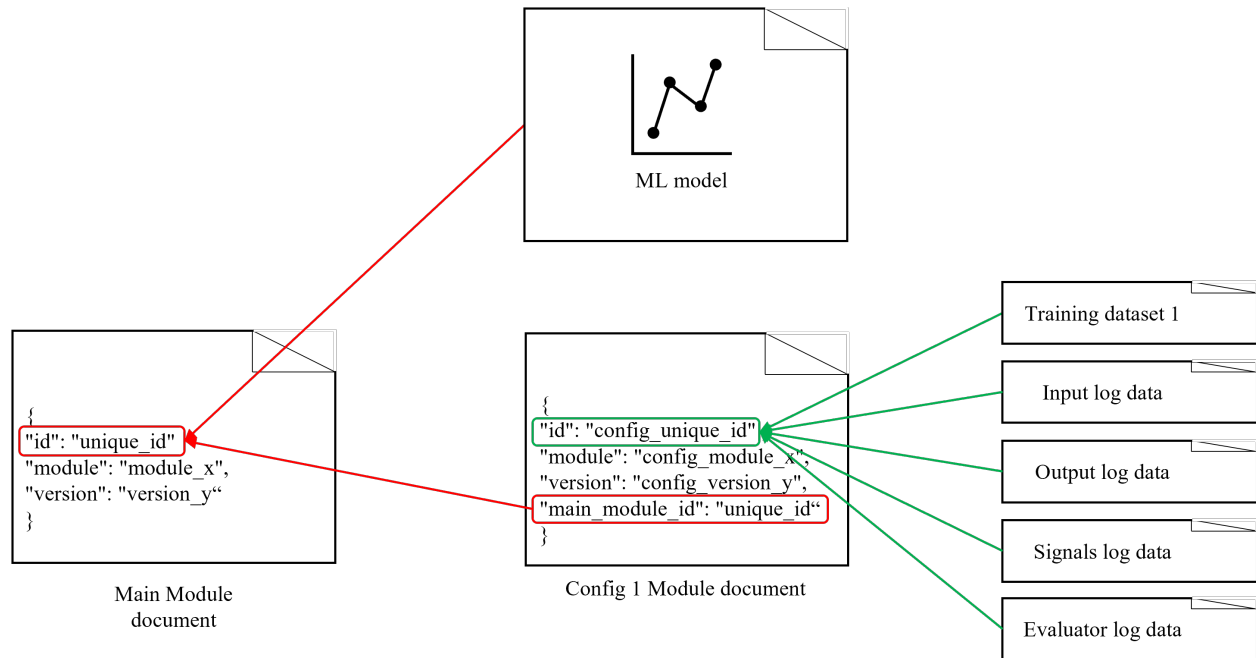 ML model
{
"id": "unique_id"
"module": "module_x",
"version": "version_y“
}
Main Module
document
{
"id": "config_unique_id"
"module": "config_module_x",
"version": "config_version_y",
"main_module_id": "unique_id“
}
Config 1 Module document
Training dataset 1
Input log data
Output log data
Signals log data
Evaluator log data